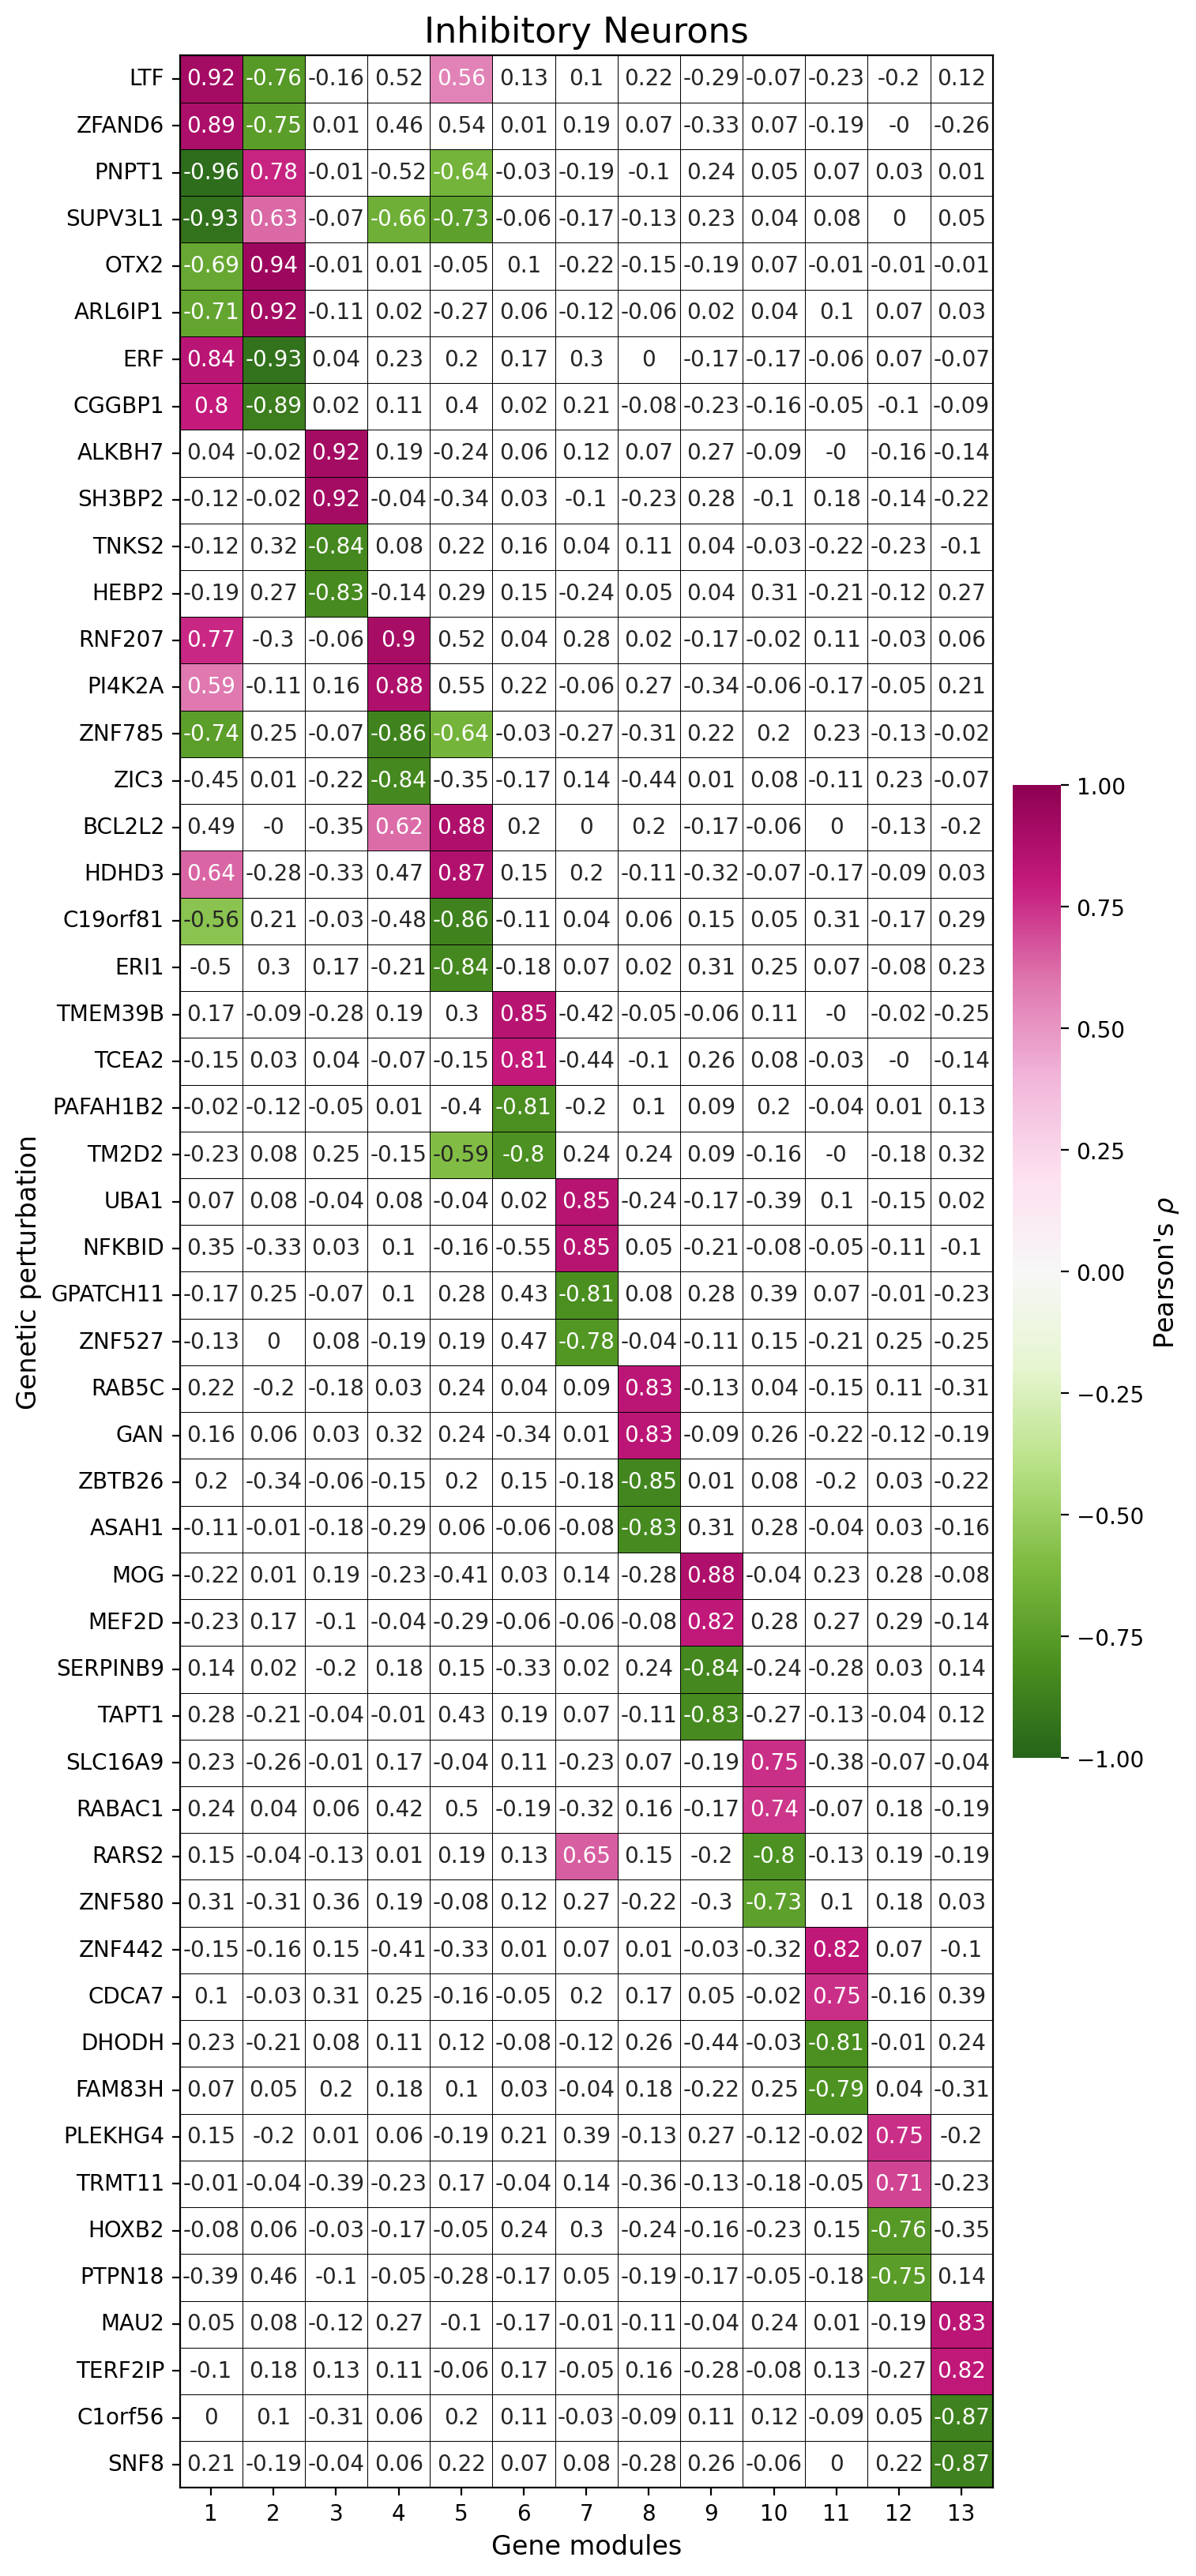 Inhibitory Neurons
LTF 0.92 -0.76 -0.16 0.52 0.56 0.13 0.1 0.22 -0.29 -0.07 -0.23 -0.2 0.12
ZFAND6 0.89 -0.75 0.01 0.46 0.54 0.01 0.19 0.07 -0.33 0.07 -0.19 -0 -0.26
PNPT1 -0.96 0.78 -0.01 -0.52 -0.64 -0.03 -0.19 -0.1 0.24 0.05 0.07 0.03 0.01
SUPV3L1 -0.93 0.63 -0.07 -0.66 -0.73 -0.06 -0.17 -0.13 0.23 0.04 0.08 0 0.05
OTX2 -0.69 0.94 -0.01 0.01 -0.05 0.1 -0.22 -0.15 -0.19 0.07 -0.01 -0.01 -0.01
ARL6IP1 -0.71 0.92 -0.11 0.02 -0.27 0.06 -0.12 -0.06 0.02 0.04 0.1 0.07 0.03
ERF 0.84 -0.93 0.04 0.23 0.2 0.17 0.3 0 -0.17 -0.17 -0.06 0.07 -0.07
CGGBP1 0.8 -0.89 0.02 0.11 0.4 0.02 0.21 -0.08 -0.23 -0.16 -0.05 -0.1 -0.09
ALKBH7 0.04 -0.02 0.92 0.19 -0.24 0.06 0.12 0.07 0.27 -0.09 -0 -0.16 -0.14
SH3BP2 -0.12 -0.02 0.92 -0.04 -0.34 0.03 -0.1 -0.23 0.28 -0.1 0.18 -0.14 -0.22
TNKS2 -0.12 0.32 -0.84 0.08 0.22 0.16 0.04 0.11 0.04 -0.03 -0.22 -0.23 -0.1
HEBP2 -0.19 0.27 -0.83 -0.14 0.29 0.15 -0.24 0.05 0.04 0.31 -0.21 -0.12 0.27
RNF207 0.77 -0.3 -0.06 0.9 0.52 0.04 0.28 0.02 -0.17 -0.02 0.11 -0.03 0.06
PI4K2A 0.59 -0.11 0.16 0.88 0.55 0.22 -0.06 0.27 -0.34 -0.06 -0.17 -0.05 0.21
ZNF785 -0.74 0.25 -0.07 -0.86 -0.64 -0.03 -0.27 -0.31 0.22 0.2 0.23 -0.13 -0.02
ZIC3 -0.45 0.01 -0.22 -0.84 -0.35 -0.17 0.14 -0.44 0.01 0.08 -0.11 0.23 -0.07
BCL2L2 0.49 -0 -0.35 0.62 0.88 0.2 0 0.2 -0.17 -0.06 0 -0.13 -0.2
HDHD3 0.64 -0.28 -0.33 0.47 0.87 0.15 0.2 -0.11 -0.32 -0.07 -0.17 -0.09 0.03
C19orf81 -0.56 0.21 -0.03 -0.48 -0.86 -0.11 0.04 0.06 0.15 0.05 0.31 -0.17 0.29
ERI1 -0.5 0.3 0.17 -0.21 -0.84 -0.18 0.07 0.02 0.31 0.25 0.07 -0.08 0.23
TMEM39B 0.17 -0.09 -0.28 0.19 0.3 0.85 -0.42 -0.05 -0.06 0.11 -0 -0.02 -0.25
TCEA2 -0.15 0.03 0.04 -0.07 -0.15 0.81 -0.44 -0.1 0.26 0.08 -0.03 -0 -0.14
PAFAH1B2 -0.02 -0.12 -0.05 0.01 -0.4 -0.81 -0.2 0.1 0.09 0.2 -0.04 0.01 0.13
TM2D2 -0.23 0.08 0.25 -0.15 -0.59 -0.8 0.24 0.24 0.09 -0.16 -0 -0.18 0.32
UBA1 0.07 0.08 -0.04 0.08 -0.04 0.02 0.85 -0.24 -0.17 -0.39 0.1 -0.15 0.02
NFKBID 0.35 -0.33 0.03 0.1 -0.16 -0.55 0.85 0.05 -0.21 -0.08 -0.05 -0.11 -0.1
GPATCH11 -0.17 0.25 -0.07 0.1 0.28 0.43 -0.81 0.08 0.28 0.39 0.07 -0.01 -0.23
ZNF527 -0.13 0 0.08 -0.19 0.19 0.47 -0.78 -0.04 -0.11 0.15 -0.21 0.25 -0.25
RAB5C 0.22 -0.2 -0.18 0.03 0.24 0.04 0.09 0.83 -0.13 0.04 -0.15 0.11 -0.31
GAN 0.16 0.06 0.03 0.32 0.24 -0.34 0.01 0.83 -0.09 0.26 -0.22 -0.12 -0.19
ZBTB26 0.2 -0.34 -0.06 -0.15 0.2 0.15 -0.18 -0.85 0.01 0.08 -0.2 0.03 -0.22
ASAH1 -0.11 -0.01 -0.18 -0.29 0.06 -0.06 -0.08 -0.83 0.31 0.28 -0.04 0.03 -0.16
MOG -0.22 0.01 0.19 -0.23 -0.41 0.03 0.14 -0.28 0.88 -0.04 0.23 0.28 -0.08
MEF2D -0.23 0.17 -0.1 -0.04 -0.29 -0.06 -0.06 -0.08 0.82 0.28 0.27 0.29 -0.14
SERPINB9 0.14 0.02 -0.2 0.18 0.15 -0.33 0.02 0.24 -0.84 -0.24 -0.28 0.03 0.14
TAPT1 0.28 -0.21 -0.04 -0.01 0.43 0.19 0.07 -0.11 -0.83 -0.27 -0.13 -0.04 0.12
SLC16A9 0.23 -0.26 -0.01 0.17 -0.04 0.11 -0.23 0.07 -0.19 0.75 -0.38 -0.07 -0.04
RABAC1 0.24 0.04 0.06 0.42 0.5 -0.19 -0.32 0.16 -0.17 0.74 -0.07 0.18 -0.19
RARS2 0.15 -0.04 -0.13 0.01 0.19 0.13 0.65 0.15 -0.2 -0.8 -0.13 0.19 -0.19
ZNF580 0.31 -0.31 0.36 0.19 -0.08 0.12 0.27 -0.22 -0.3 -0.73 0.1 0.18 0.03
ZNF442 -0.15 -0.16 0.15 -0.41 -0.33 0.01 0.07 0.01 -0.03 -0.32 0.82 0.07 -0.1
CDCA7 0.1 -0.03 0.31 0.25 -0.16 -0.05 0.2 0.17 0.05 -0.02 0.75 -0.16 0.39
DHODH 0.23 -0.21 0.08 0.11 0.12 -0.08 -0.12 0.26 -0.44 -0.03 -0.81 -0.01 0.24
FAM83H 0.07 0.05 0.2 0.18 0.1 0.03 -0.04 0.18 -0.22 0.25 -0.79 0.04 -0.31
PLEKHG4 0.15 -0.2 0.01 0.06 -0.19 0.21 0.39 -0.13 0.27 -0.12 -0.02 0.75 -0.2
TRMT11 -0.01 -0.04 -0.39 -0.23 0.17 -0.04 0.14 -0.36 -0.13 -0.18 -0.05 0.71 -0.23
HOXB2 -0.08 0.06 -0.03 -0.17 -0.05 0.24 0.3 -0.24 -0.16 -0.23 0.15 -0.76 -0.35
PTPN18 -0.39 0.46 -0.1 -0.05 -0.28 -0.17 0.05 -0.19 -0.17 -0.05 -0.18 -0.75 0.14
MAU2 0.05 0.08 -0.12 0.27 -0.1 -0.17 -0.01 -0.11 -0.04 0.24 0.01 -0.19 0.83
TERF2IP -0.1 0.18 0.13 0.11 -0.06 0.17 -0.05 0.16 -0.28 -0.08 0.13 -0.27 0.82
C1orf56 0 0.1 -0.31 0.06 0.2 0.11 -0.03 -0.09 0.11 0.12 -0.09 0.05 -0.87
SNF8 0.21 -0.19 -0.04 0.06 0.22 0.07 0.08 -0.28 0.26 -0.06 0 0.22 -0.87
1 2 3 4 5 6 7 8 9 10 11 12 13
Gene modules
Genetic perturbation
1.00
0.75
0.50
0.25
0.00
−0.25
−0.50
−0.75
−1.00
Pearson's ρ